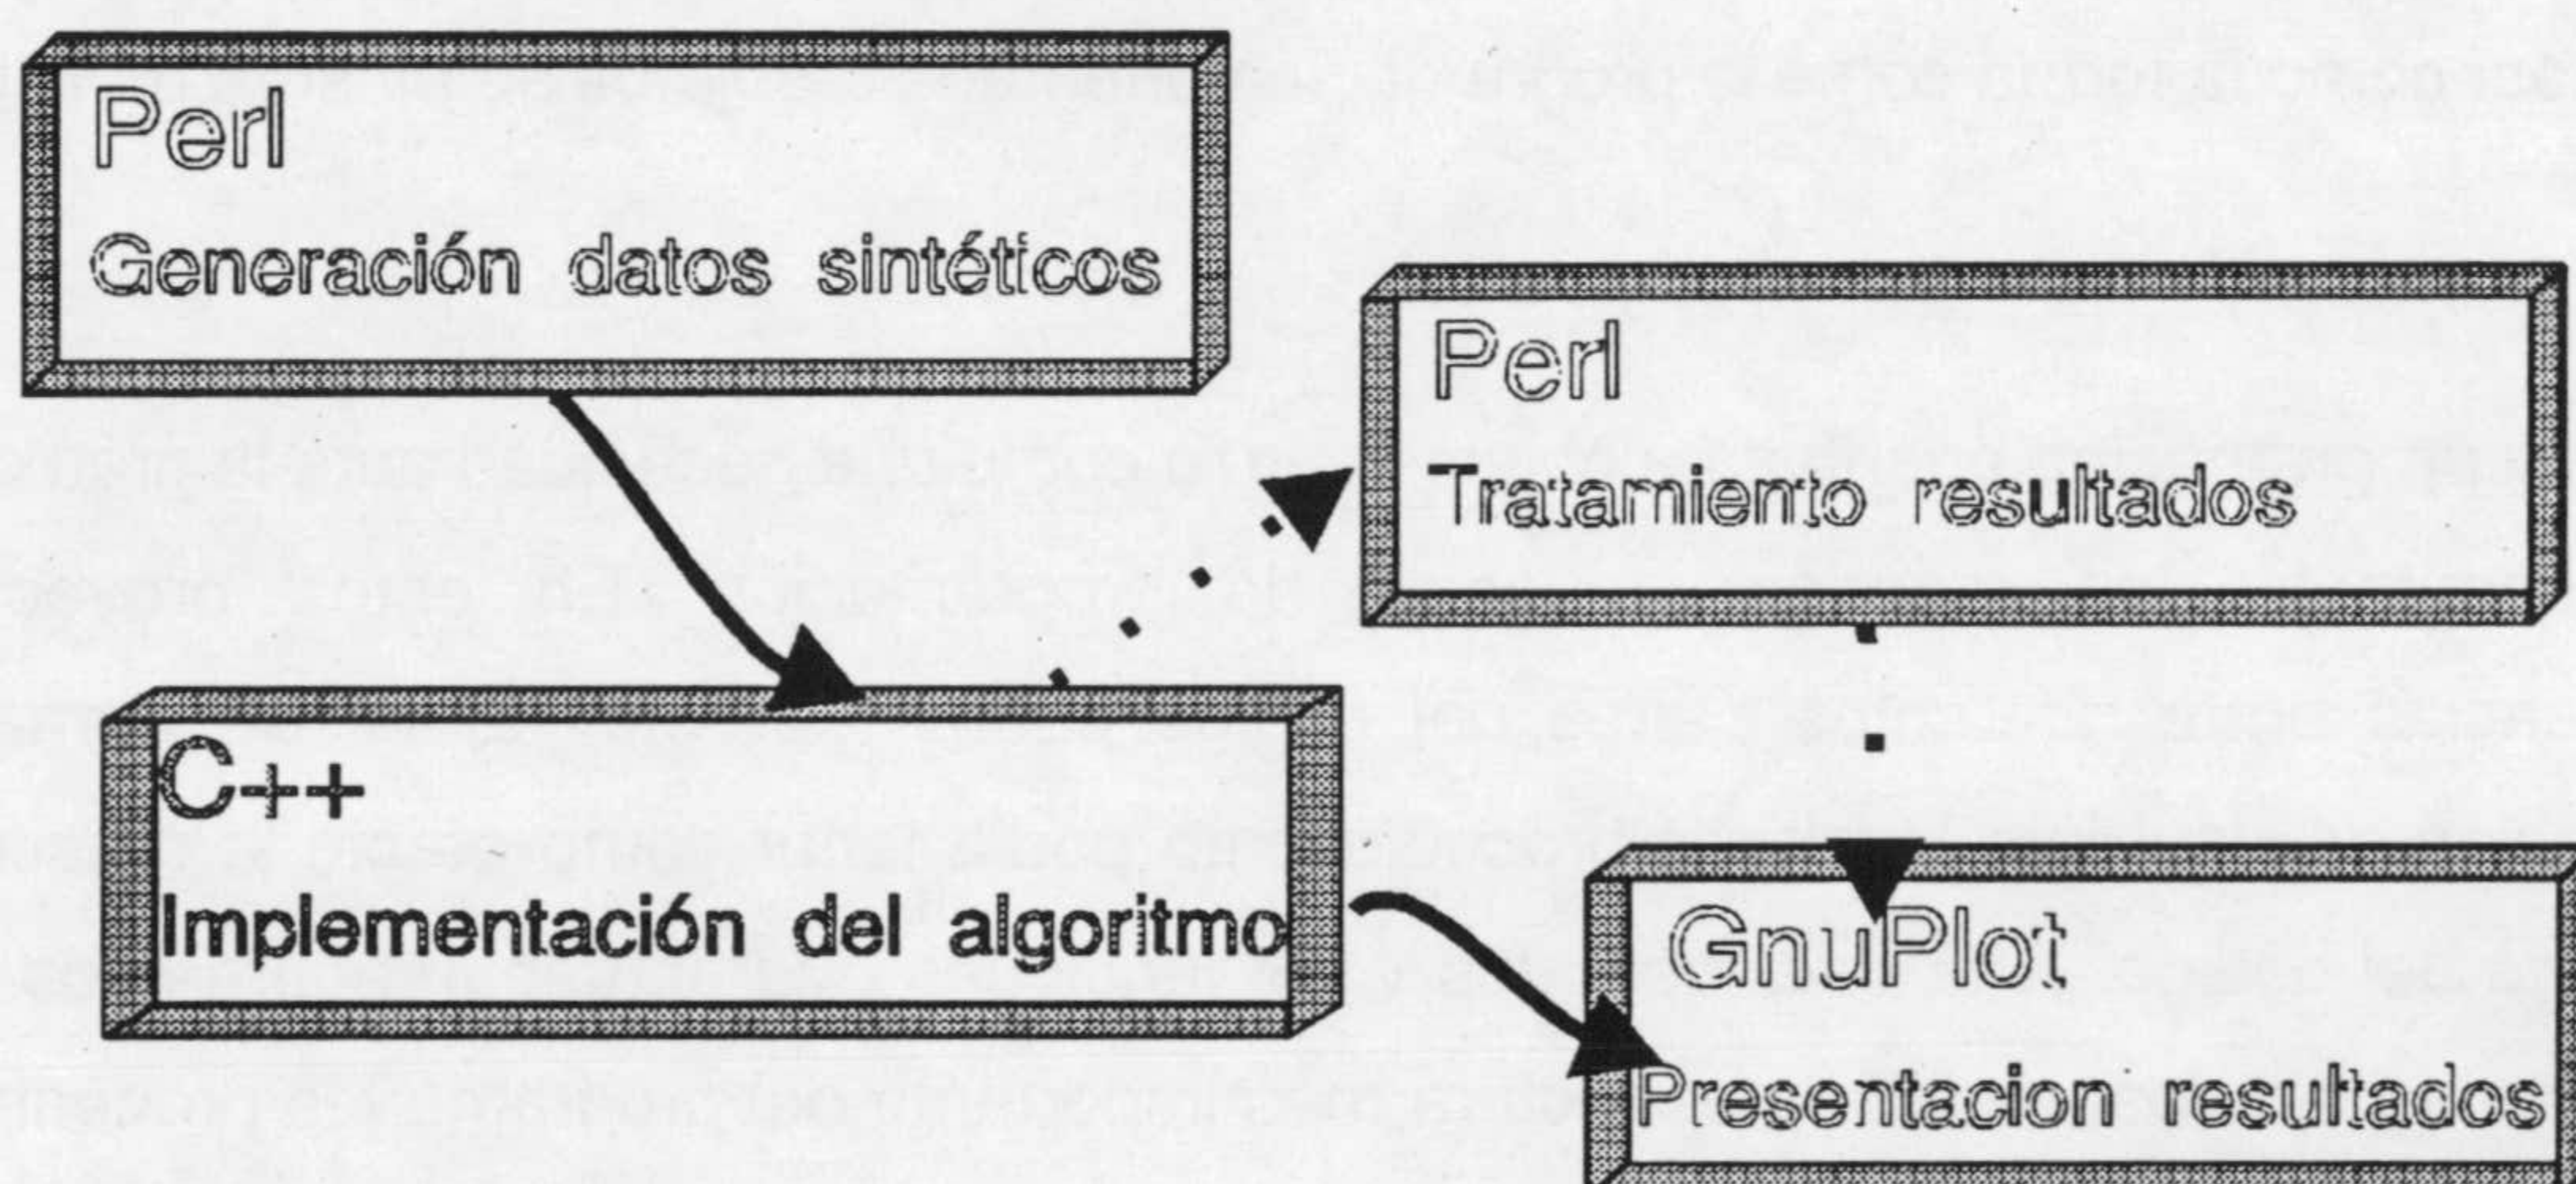 Perl
Generación datos sintéticos
Perl
Tratamiento resultados
C++
Implementación del algoritmo
GnuPlot
Presentacion resultados